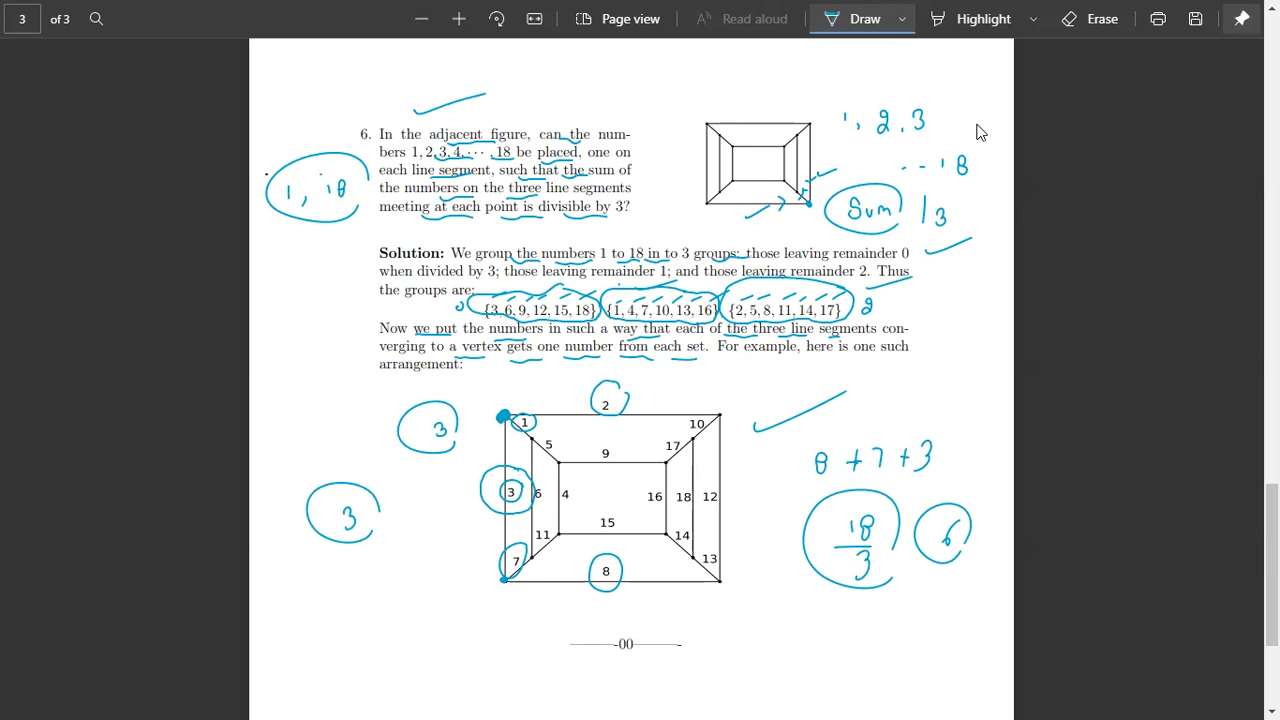 3 of 3 Page view Read aloud Draw Highlight Erase
6. In the adjacent figure, can the num-
bers 1, 2, 3, 4, ··· , 18 be placed, one on
each line segment, such that the sum of
the numbers on the three line segments
meeting at each point is divisible by 3?
1, 18
1, 2, 3
--- 18
Sum | 3
Solution: We group the numbers 1 to 18 in to 3 groups: those leaving remainder 0
when divided by 3; those leaving remainder 1; and those leaving remainder 2. Thus
the groups are:
0 {3, 6, 9, 12, 15, 18} {1, 4, 7, 10, 13, 16} {2, 5, 8, 11, 14, 17} 2
Now we put the numbers in such a way that each of the three line segments con-
verging to a vertex gets one number from each set. For example, here is one such
arrangement:
2
1 10
3
5 17
9
8 + 7 + 3
3 6 4 16 18 12
3
15
18
3
6
11 14
7 13
8
-00-